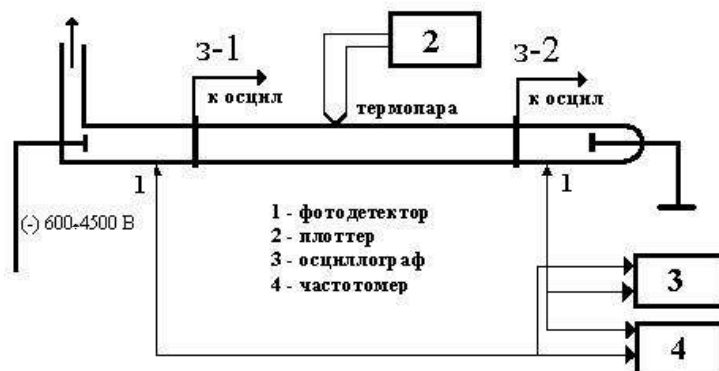 з-1
к осцил
2
термопара
з-2
к осцил
1
1
(-) 600÷4500 В
1 - фотодетектор
2 - плоттер
3 - осциллограф
4 - частотомер
3
4